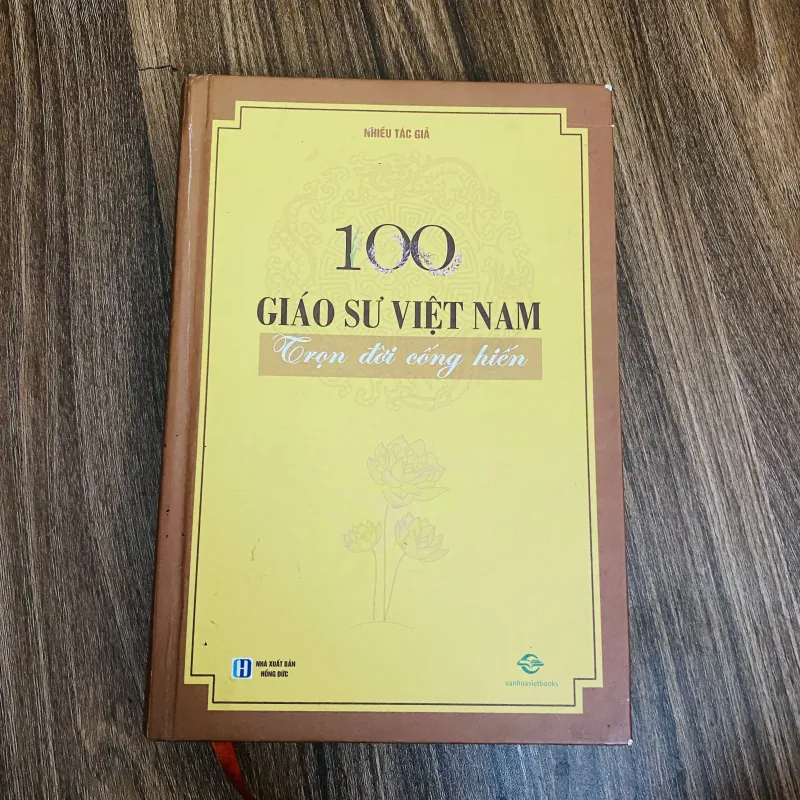 NHIỀU TÁC GIẢ
100
GIÁO SƯ VIỆT NAM
Trọn đời cống hiến
NHÀ XUẤT BẢN
HỒNG ĐỨC
vanhoavietbooks